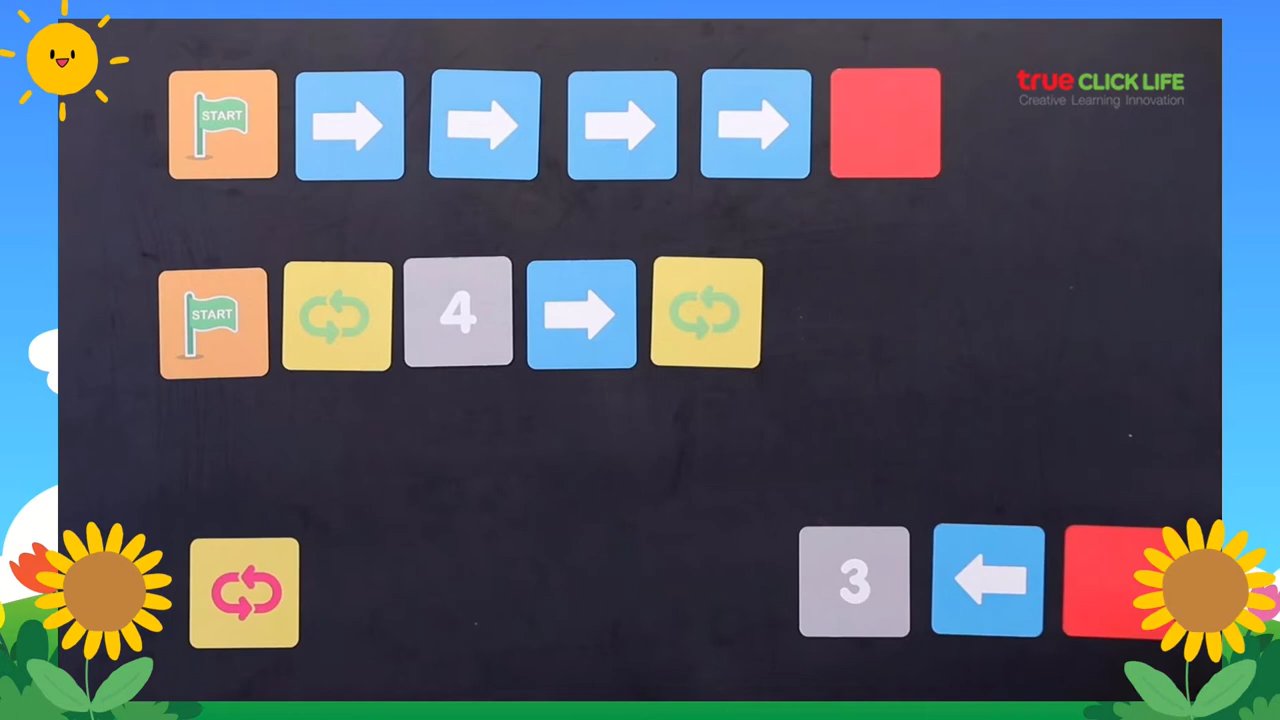 START
true CLICK LIFE
Creative Learning Innovation
START
4
3